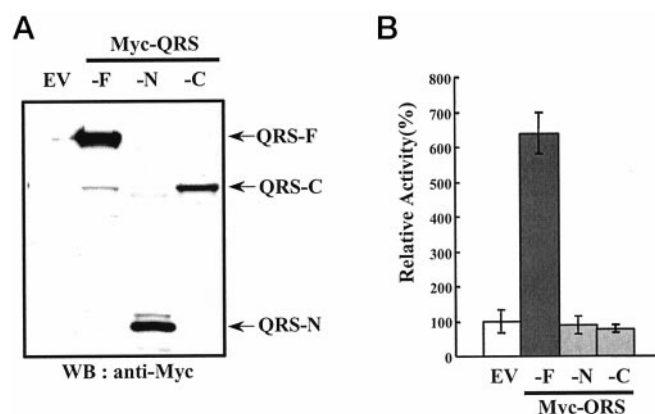 A
Myc-QRS
EV -F -N -C
QRS-F
QRS-C
QRS-N
WB : anti-Myc
B
Relative Activity(%)
800
700
600
500
400
300
200
100
0
EV -F -N -C
Myc-QRS